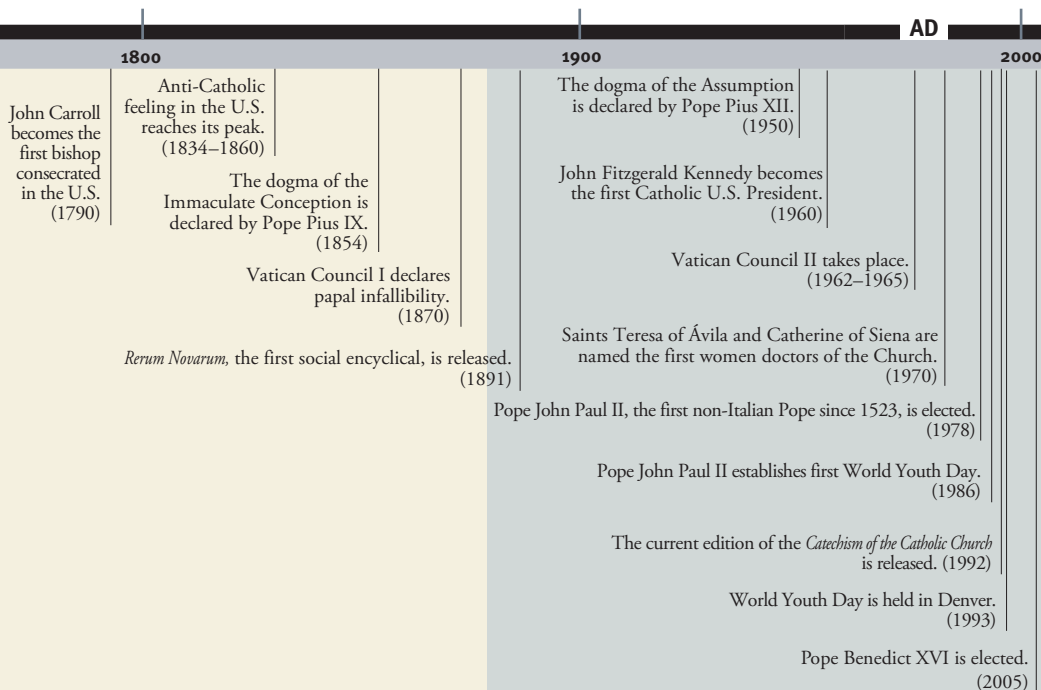 AD
1800
1900
2000
John Carroll
becomes the
first bishop
consecrated
in the U.S.
(1790)
Anti-Catholic
feeling in the U.S.
reaches its peak.
(1834–1860)
The dogma of the
Immaculate Conception is
declared by Pope Pius IX.
(1854)
Vatican Council I declares
papal infallibility.
(1870)
Rerum Novarum, the first social encyclical, is released.
(1891)
The dogma of the Assumption
is declared by Pope Pius XII.
(1950)
John Fitzgerald Kennedy becomes
the first Catholic U.S. President.
(1960)
Vatican Council II takes place.
(1962–1965)
Saints Teresa of Ávila and Catherine of Siena are
named the first women doctors of the Church.
(1970)
Pope John Paul II, the first non-Italian Pope since 1523, is elected.
(1978)
Pope John Paul II establishes first World Youth Day.
(1986)
The current edition of the Catechism of the Catholic Church
is released. (1992)
World Youth Day is held in Denver.
(1993)
Pope Benedict XVI is elected.
(2005)